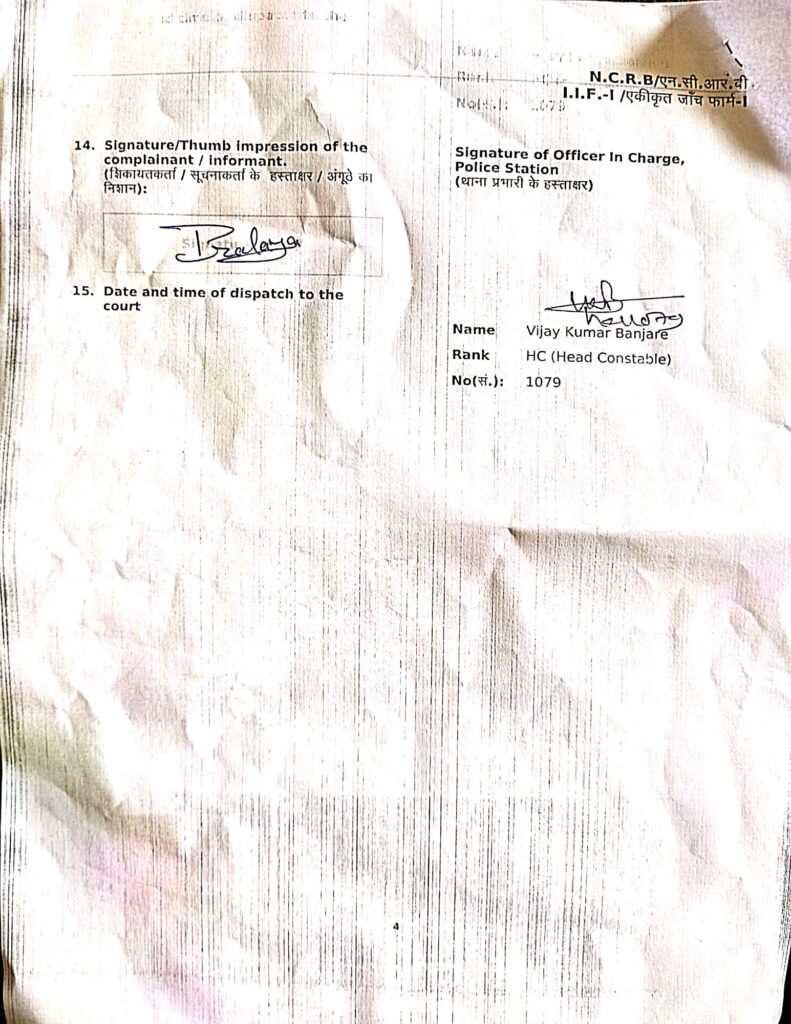 N.C.R.B/एन.सी.आर.बी
I.I.F.-I /एकीकृत जाँच फार्म-I
14. Signature/Thumb impression of the
complainant / informant.
(शिकायतकर्ता / सूचनाकर्ता के हस्ताक्षर / अंगूठे का
निशान):
Signature of Officer In Charge,
Police Station
(थाना प्रभारी के हस्ताक्षर)
Pralaya
15. Date and time of dispatch to the
court
Name Vijay Kumar Banjare
Rank HC (Head Constable)
No(सं.): 1079
4